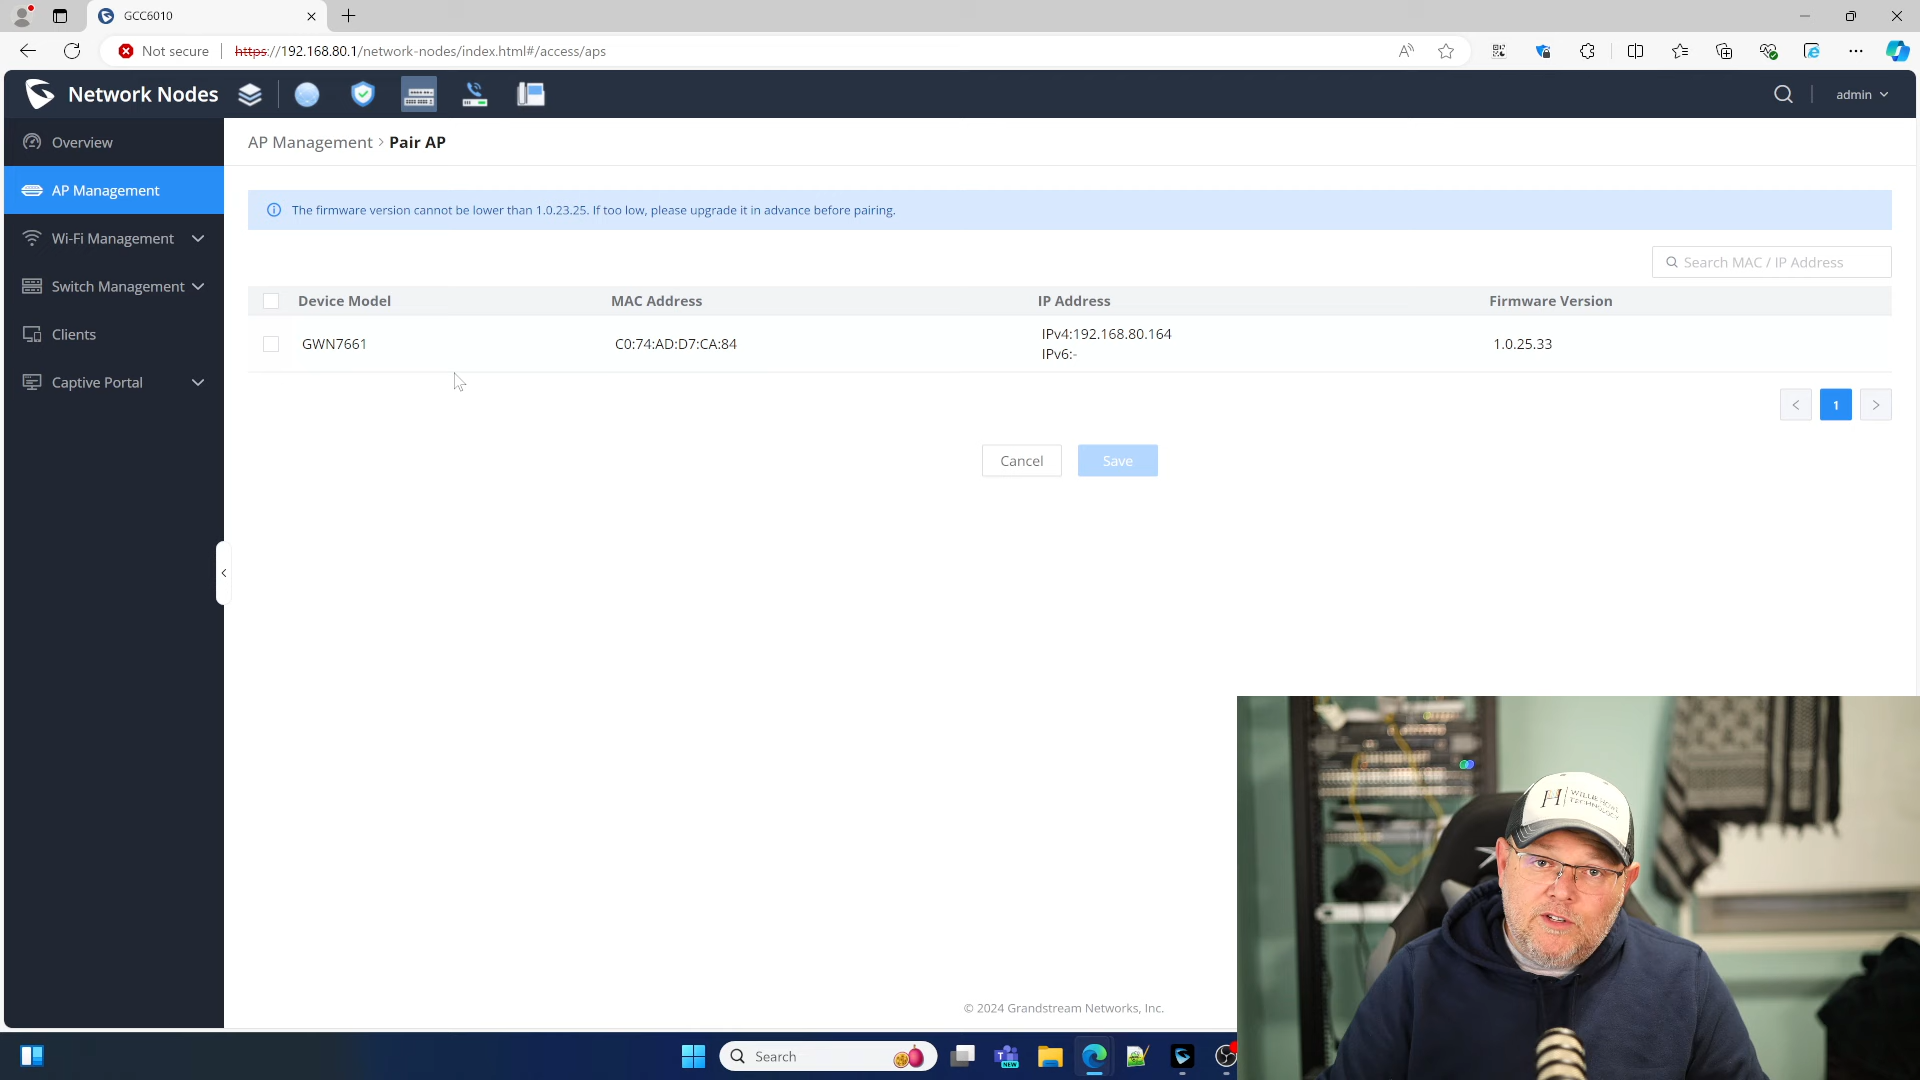 GCC6010
Not secure
https://192.168.80.1/network-nodes/index.html#/access/aps
Network Nodes
admin
Overview
AP Management
Wi-Fi Management
Switch Management
Clients
Captive Portal
AP Management > Pair AP
The firmware version cannot be lower than 1.0.23.25. If too low, please upgrade it in advance before pairing.
Search MAC / IP Address
Device Model MAC Address IP Address Firmware Version
GWN7661 C0:74:AD:D7:CA:84 IPv4:192.168.80.164 1.0.25.33
IPv6:-
< 1 >
Cancel Save
© 2024 Grandstream Networks, Inc.
Search
NEW
H WILLIE HOWE
TECHNOLOGY